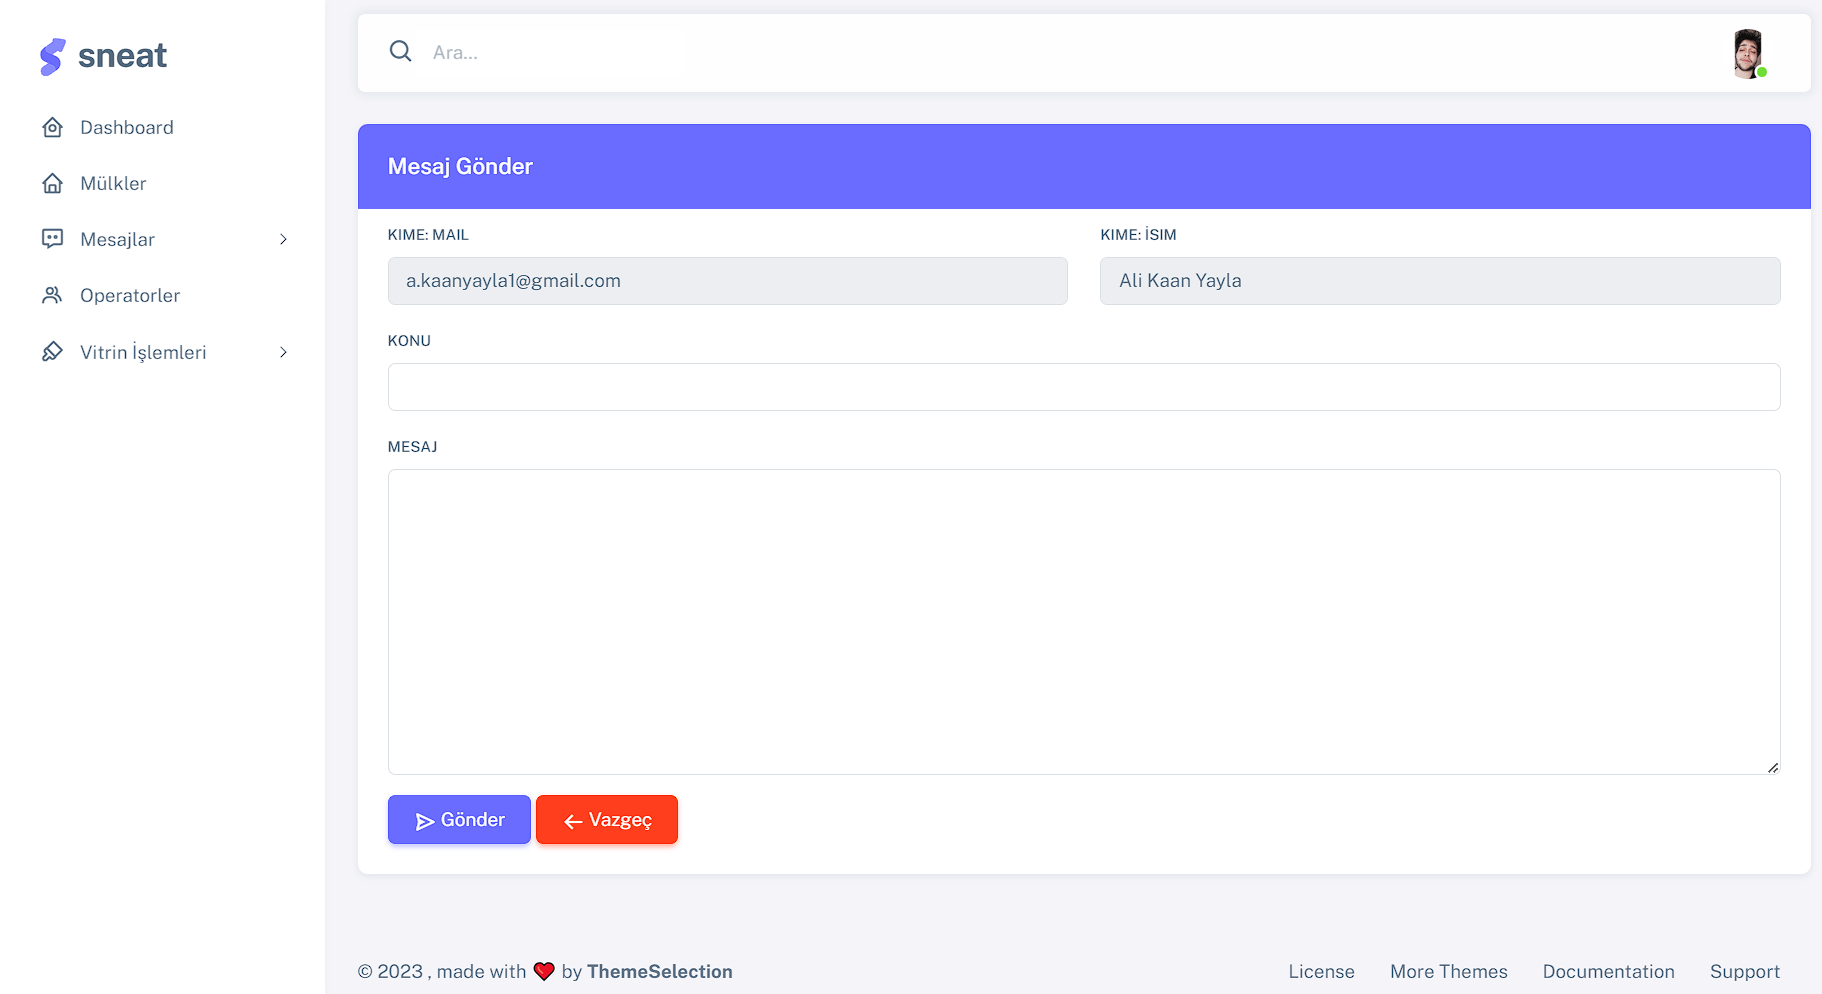 sneat
Dashboard
Mülkler
Mesajlar
Operatorler
Vitrin İşlemleri
Ara...
Mesaj Gönder
KIME: MAIL
KIME: İSIM
a.kaanyayla1@gmail.com
Ali Kaan Yayla
KONU
MESAJ
Gönder
Vazgeç
© 2023 , made with ❤️ by ThemeSelection
License
More Themes
Documentation
Support